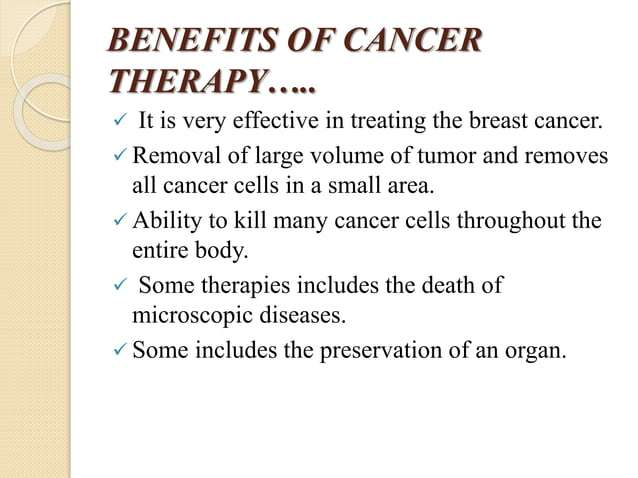 BENEFITS OF CANCER
THERAPY…..
✓ It is very effective in treating the breast cancer.
✓ Removal of large volume of tumor and removes
all cancer cells in a small area.
✓ Ability to kill many cancer cells throughout the
entire body.
✓ Some therapies includes the death of
microscopic diseases.
✓ Some includes the preservation of an organ.